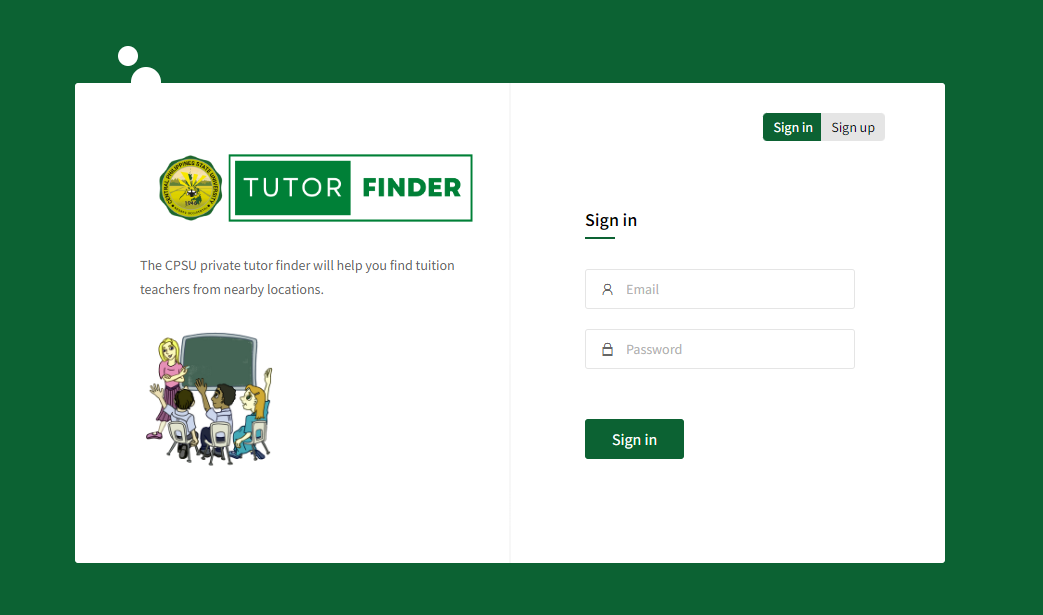 CENTRAL PHILIPPINES STATE UNIVERSITY
TUTOR FINDER
The CPSU private tutor finder will help you find tuition
teachers from nearby locations.
Sign in Sign up
Sign in
Email
Password
Sign in